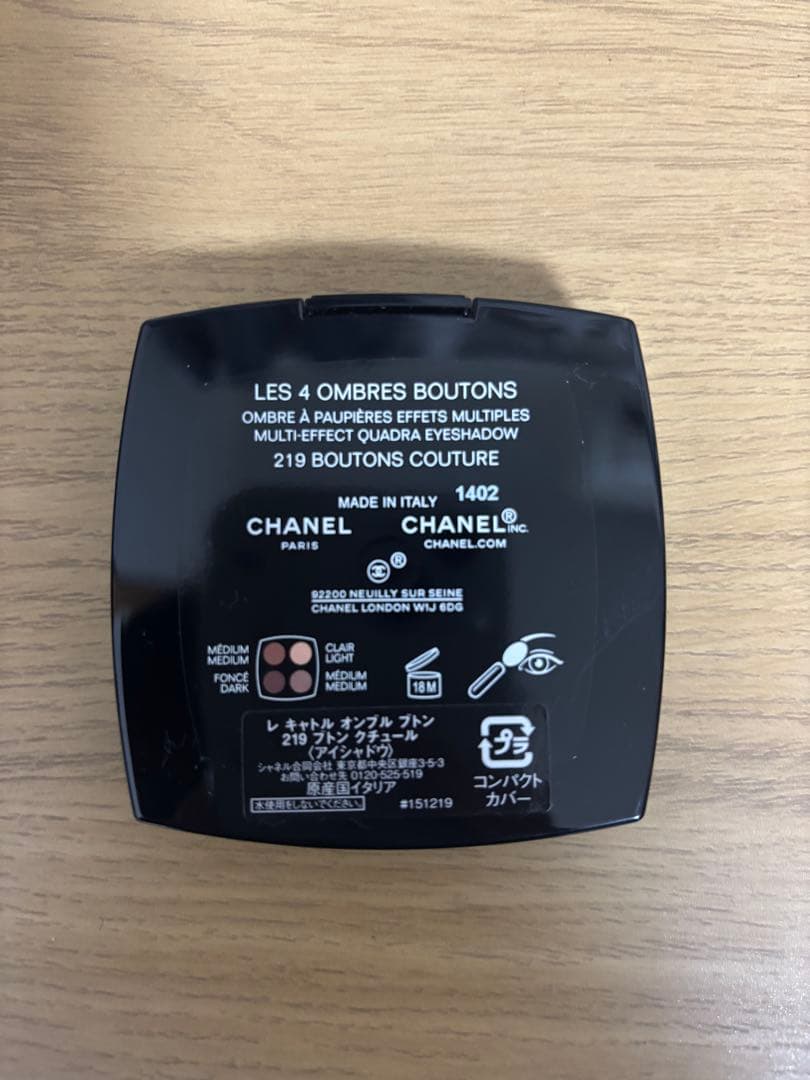 LES 4 OMBRES BOUTONS
OMBRE À PAUPIÈRES EFFETS MULTIPLES
MULTI-EFFECT QUADRA EYESHADOW
219 BOUTONS COUTURE
MADE IN ITALY 1402
CHANEL CHANEL® INC.
PARIS CHANEL.COM
®
92200 NEUILLY SUR SEINE
CHANEL LONDON W1J 6DG
MÉDIUM CLAIR
MEDIUM LIGHT
FONCÉ MÉDIUM
DARK MEDIUM
18 M
レ キャトル オンブル ブトン
219 ブトン クチュール
〈アイシャドウ〉
シャネル合同会社 東京都中央区銀座3-5-3
お問い合わせ先 0120-525-519
原産国イタリア
水使用をしないでください。 #151219
プラ
コンパクト
カバー